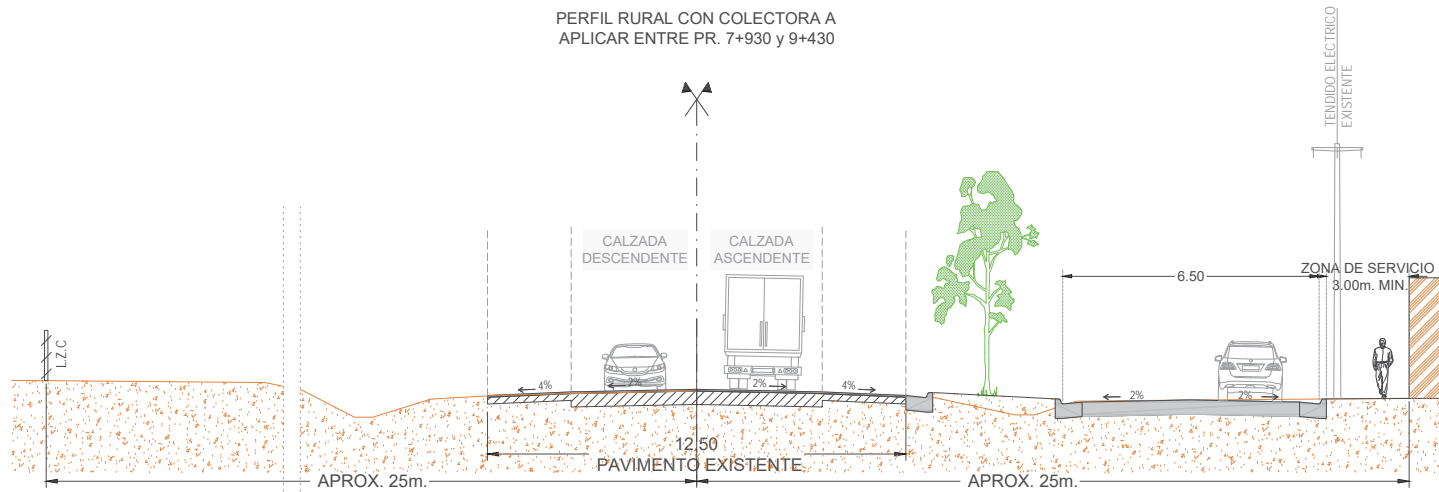 PERFIL RURAL CON COLECTORA A
APLICAR ENTRE PR. 7+930 y 9+430
TENDIDO ELÉCTRICO
EXISTENTE
CALZADA
DESCENDENTE
CALZADA
ASCENDENTE
6.50
ZONA DE SERVICIO
3.00m. MIN.
L.Z.C
4%
2%
2%
4%
2%
2%
12,50
PAVIMENTO EXISTENTE
APROX. 25m.
APROX. 25m.